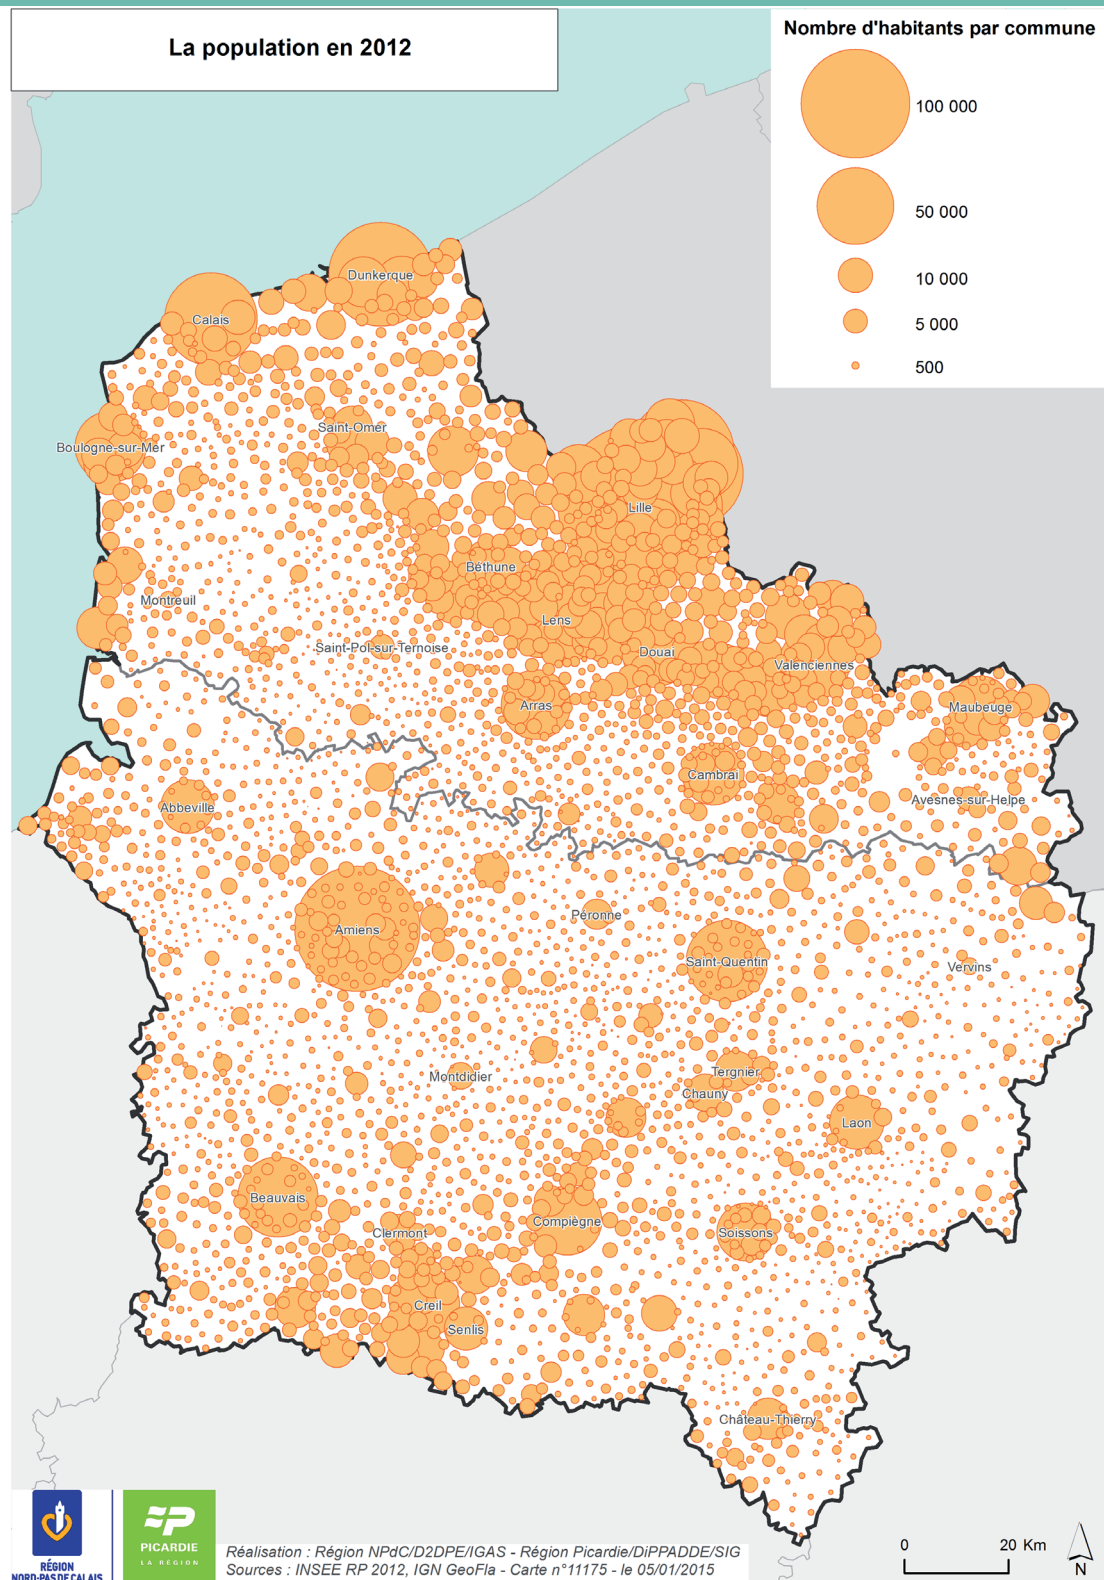 La population en 2012
Nombre d'habitants par commune
100 000
50 000
10 000
5 000
500
Dunkerque
Calais
Saint-Omer
Boulogne-sur-Mer
Lille
Béthune
Montreuil
Lens
Saint-Pol-sur-Ternoise
Douai
Valenciennes
Arras
Maubeuge
Cambrai
Abbeville
Avesnes-sur-Helpe
Péronne
Amiens
Saint-Quentin
Vervins
Montdidier
Tergnier
Chauny
Laon
Beauvais
Compiègne
Clermont
Soissons
Creil
Senlis
Château-Thierry
RÉGION
NORD-PAS DE CALAIS
PICARDIE
LA RÉGION
Réalisation : Région NPdC/D2DPE/IGAS - Région Picardie/DiPPADDE/SIG
Sources : INSEE RP 2012, IGN GeoFla - Carte n°11175 - le 05/01/2015
0 20 Km
N